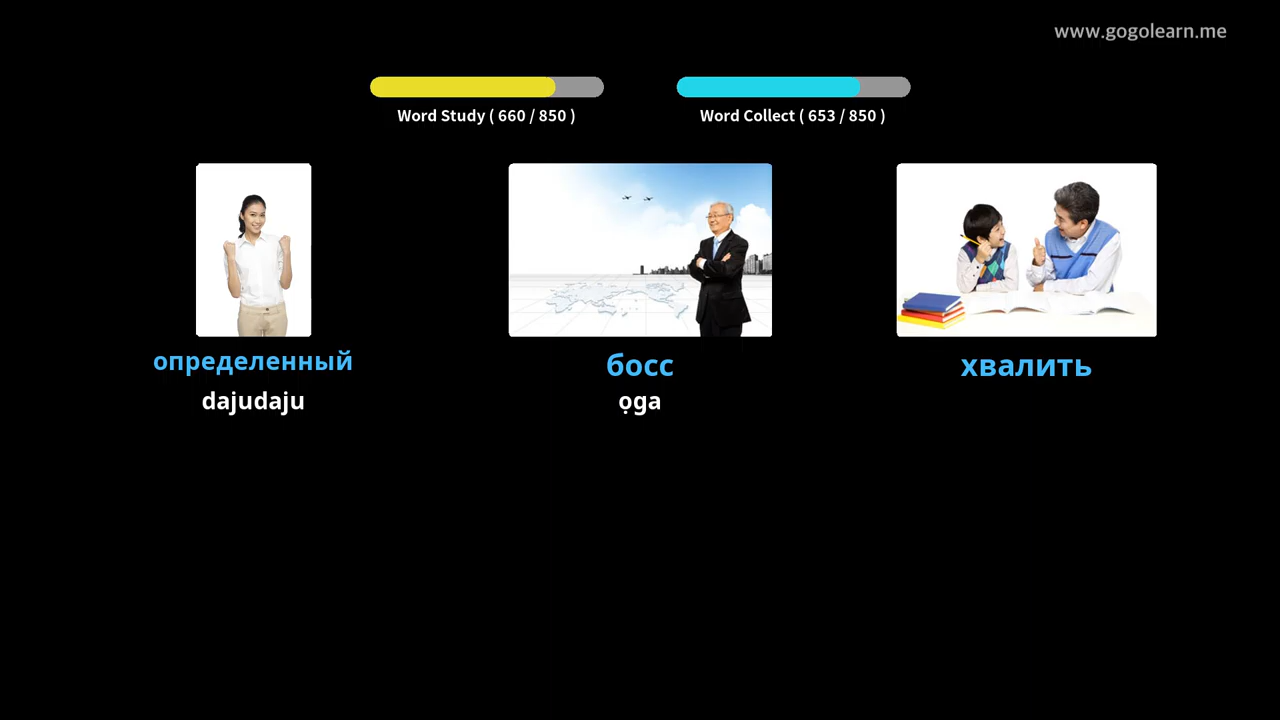 www.gogolearn.me
Word Study ( 660 / 850 )
Word Collect ( 653 / 850 )
определенный
dajudaju
босс
ọga
хвалить